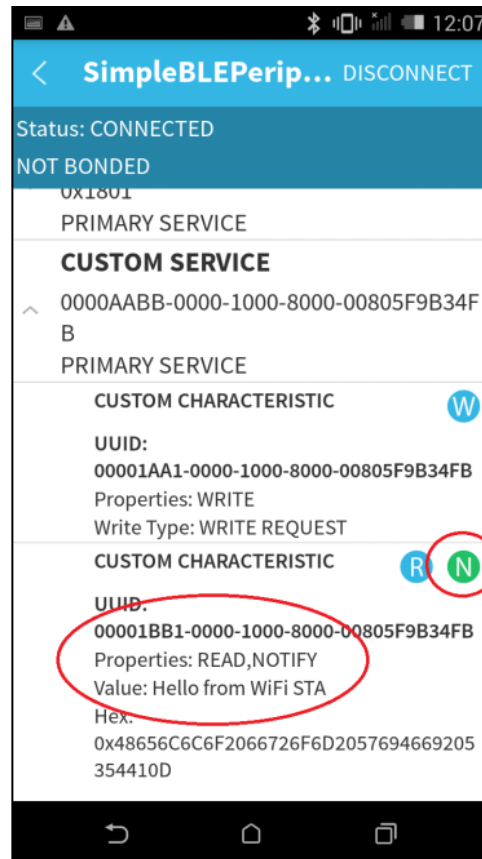 12:07
SimpleBLEPerip... DISCONNECT
Status: CONNECTED
NOT BONDED
0x1801
PRIMARY SERVICE
CUSTOM SERVICE
0000AABB-0000-1000-8000-00805F9B34F
B
PRIMARY SERVICE
CUSTOM CHARACTERISTIC
W
UUID:
00001AA1-0000-1000-8000-00805F9B34FB
Properties: WRITE
Write Type: WRITE REQUEST
CUSTOM CHARACTERISTIC
R N
UUID:
00001BB1-0000-1000-8000-00805F9B34FB
Properties: READ,NOTIFY
Value: Hello from WiFi STA
Hex:
0x48656C6C6F2066726F6D2057694669205
354410D